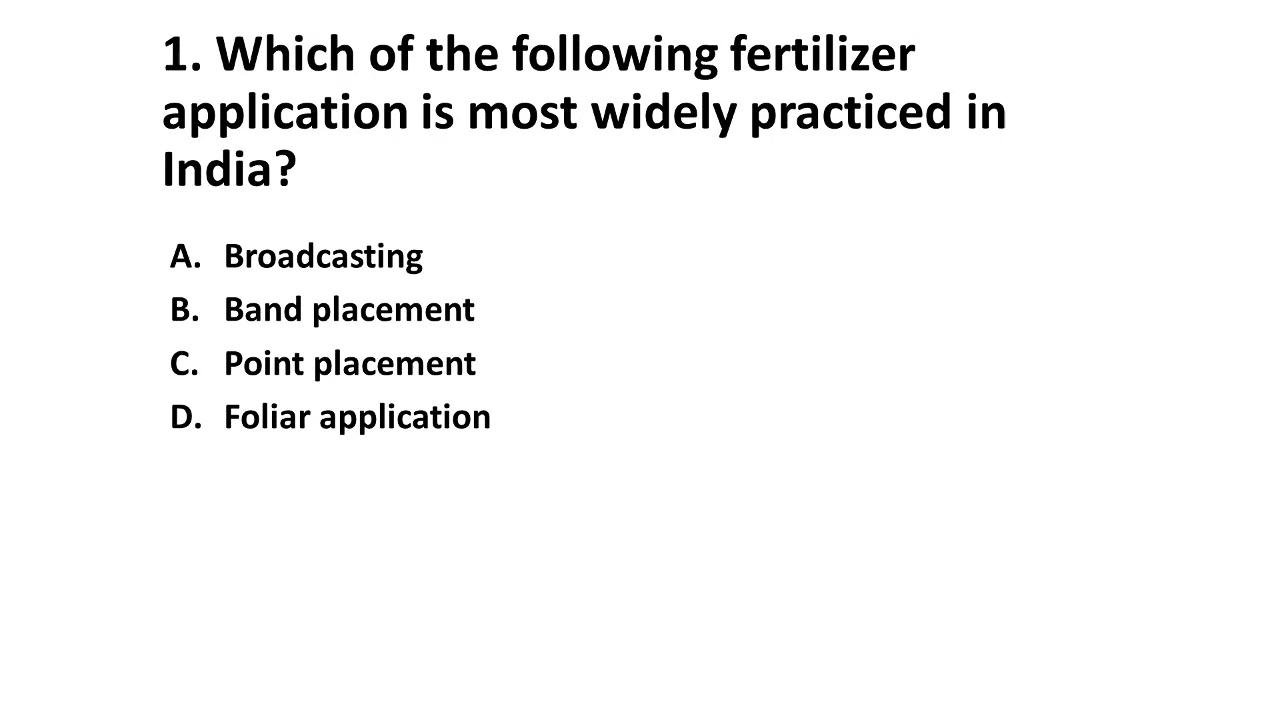 1. Which of the following fertilizer
application is most widely practiced in
India?
A. Broadcasting
B. Band placement
C. Point placement
D. Foliar application